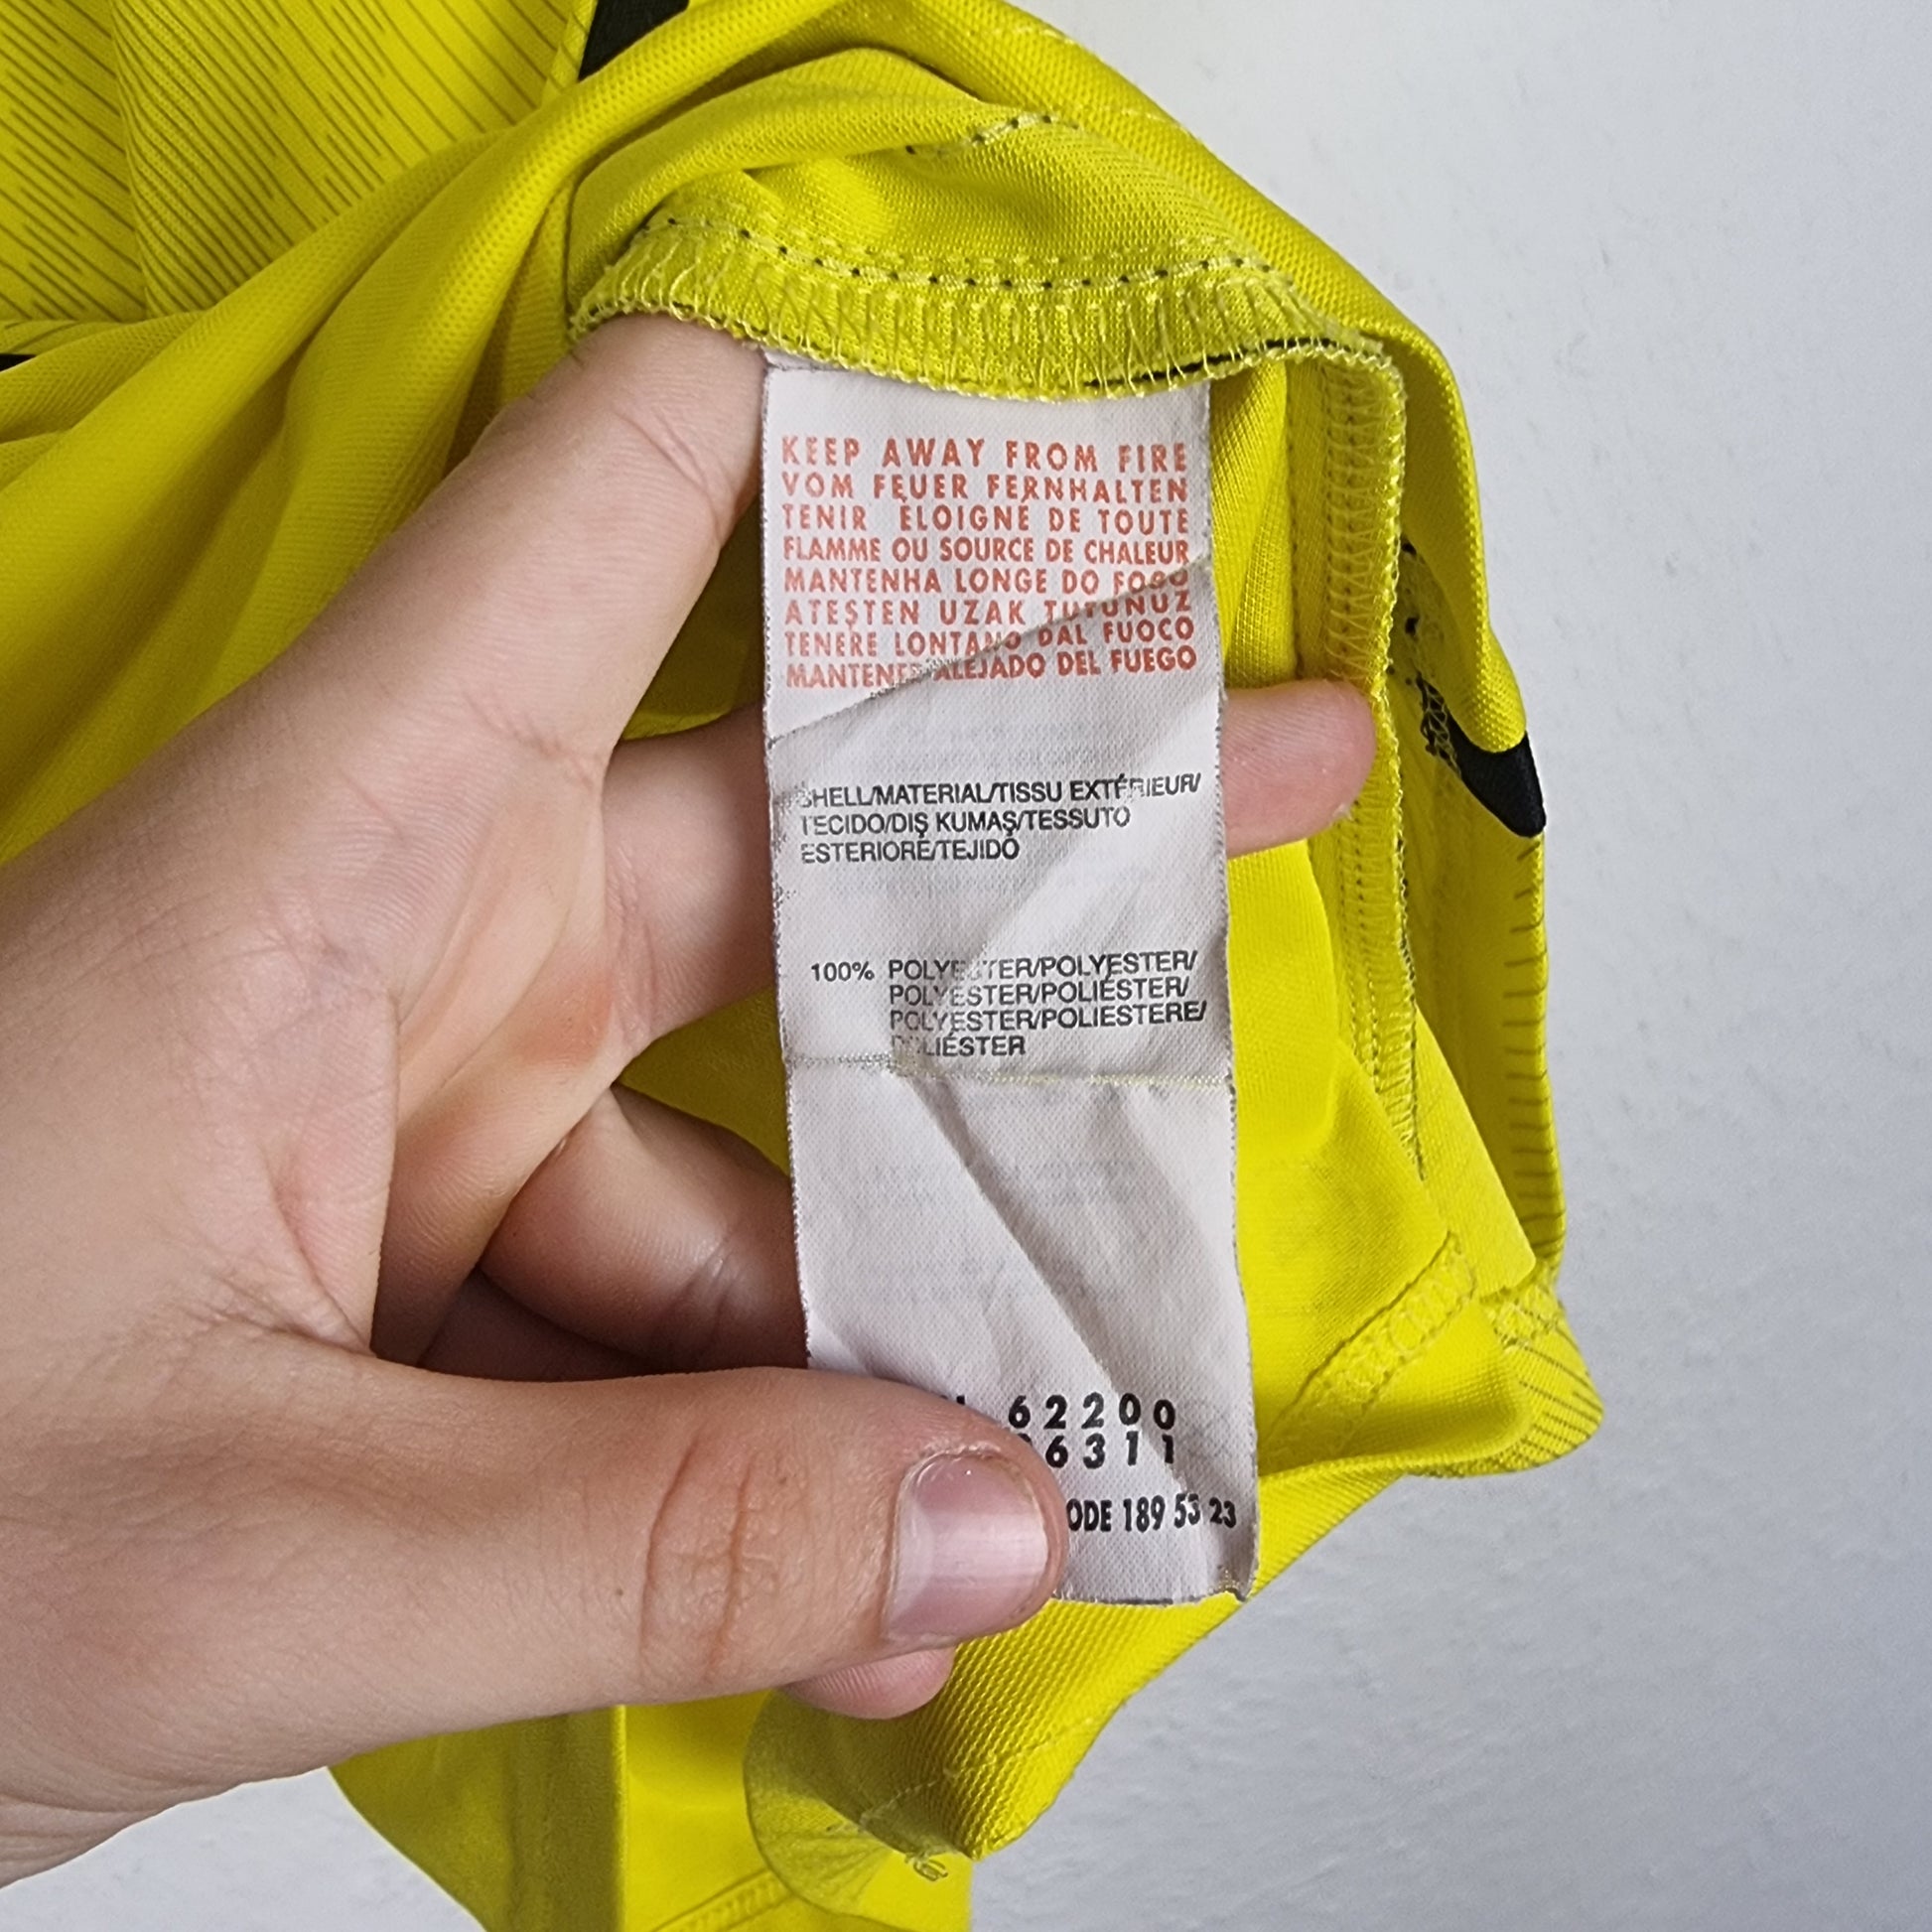 KEEP AWAY FROM FIRE
VOM FEUER FERNHALTEN
TENIR ÉLOIGNÉ DE TOUTE
FLAMME OU SOURCE DE CHALEUR
MANTENHA LONGE DO FOGO
ATEŞTEN UZAK TUTUNUZ
TENERE LONTANO DAL FUOCO
MANTENER ALEJADO DEL FUEGO
SHELL/MATERIAL/TISSU EXTÉRIEUR/
TECIDO/DIŞ KUMAŞ/TESSUTO
ESTERIORE/TEJIDO
100% POLYESTER/POLYESTER/
POLYESTER/POLIÉSTER/
POLYESTER/POLIESTERE/
POLIÉSTER
62200
6311
ODE 189 53 23